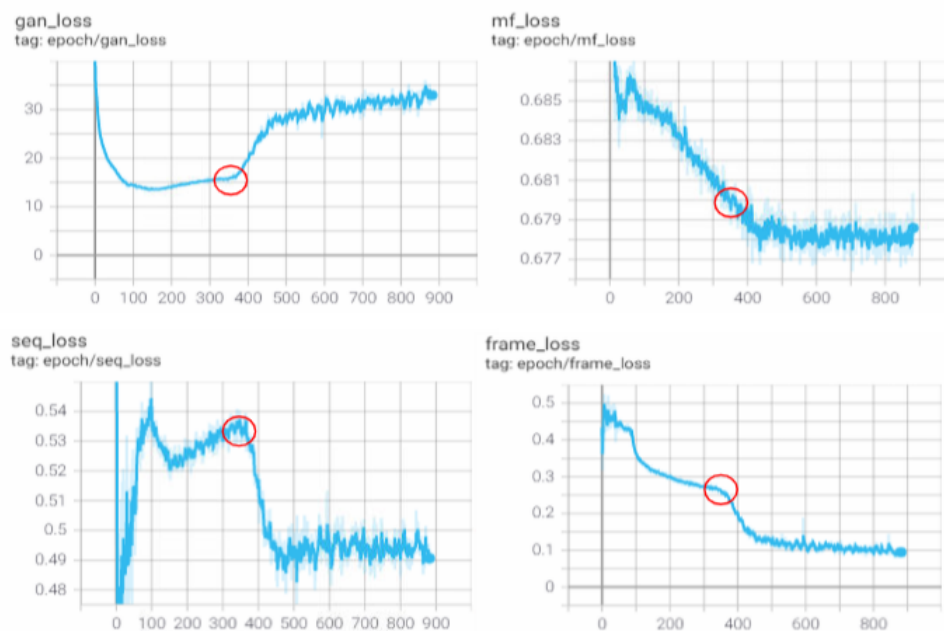 gan_loss
tag: epoch/gan_loss
30
20
10
0
0 100 200 300 400 500 600 700 800 900
mf_loss
tag: epoch/mf_loss
0.685
0.683
0.681
0.679
0.677
0 200 400 600 800
seq_loss
tag: epoch/seq_loss
0.54
0.53
0.52
0.51
0.5
0.49
0.48
0 100 200 300 400 500 600 700 800 900
frame_loss
tag: epoch/frame_loss
0.5
0.4
0.3
0.2
0.1
0
0 200 400 600 800